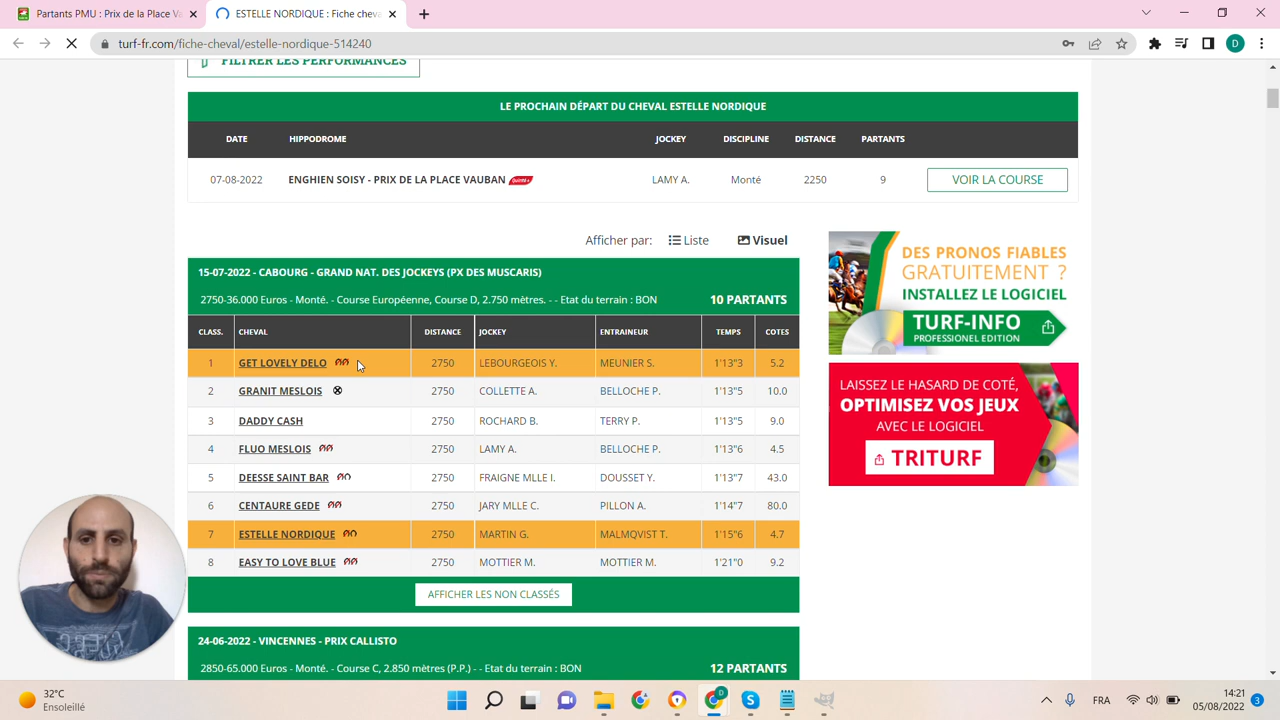 Partants PMU : Prix de la Place Va
ESTELLE NORDIQUE : Fiche cheva
turf-fr.com/fiche-cheval/estelle-nordique-514240
D
FILTRER LES PERFORMANCES
LE PROCHAIN DÉPART DU CHEVAL ESTELLE NORDIQUE
DATE HIPPODROME JOCKEY DISCIPLINE DISTANCE PARTANTS
07-08-2022 ENGHIEN SOISY - PRIX DE LA PLACE VAUBAN LAMY A. Monté 2250 9 VOIR LA COURSE
Afficher par: Liste Visuel
15-07-2022 - CABOURG - GRAND NAT. DES JOCKEYS (PX DES MUSCARIS)
2750-36.000 Euros - Monté. - Course Européenne, Course D, 2.750 mètres. - - Etat du terrain : BON 10 PARTANTS
CLASS. CHEVAL DISTANCE JOCKEY ENTRAINEUR TEMPS COTES
1 GET LOVELY DELO 2750 LEBOURGEOIS Y. MEUNIER S. 1'13"3 5.2
2 GRANIT MESLOIS 2750 COLLETTE A. BELLOCHE P. 1'13"5 10.0
3 DADDY CASH 2750 ROCHARD B. TERRY P. 1'13"5 9.0
4 FLUO MESLOIS 2750 LAMY A. BELLOCHE P. 1'13"6 4.5
5 DEESSE SAINT BAR 2750 FRAIGNE MLLE I. DOUSSET Y. 1'13"7 43.0
6 CENTAURE GEDE 2750 JARY MLLE C. PILLON A. 1'14"7 80.0
7 ESTELLE NORDIQUE 2750 MARTIN G. MALMQVIST T. 1'15"6 4.7
8 EASY TO LOVE BLUE 2750 MOTTIER M. MOTTIER M. 1'21"0 9.2
AFFICHER LES NON CLASSÉS
24-06-2022 - VINCENNES - PRIX CALLISTO
2850-65.000 Euros - Monté. - Course C, 2.850 mètres (P.P.) - - Etat du terrain : BON 12 PARTANTS
DES PRONOS FIABLES
GRATUITEMENT ?
INSTALLEZ LE LOGICIEL
TURF-INFO
PROFESSIONEL EDITION
LAISSEZ LE HASARD DE COTÉ,
OPTIMISEZ VOS JEUX
AVEC LE LOGICIEL
TRITURF
32°C
Ensoleillé
D
FRA
14:21
05/08/2022
3